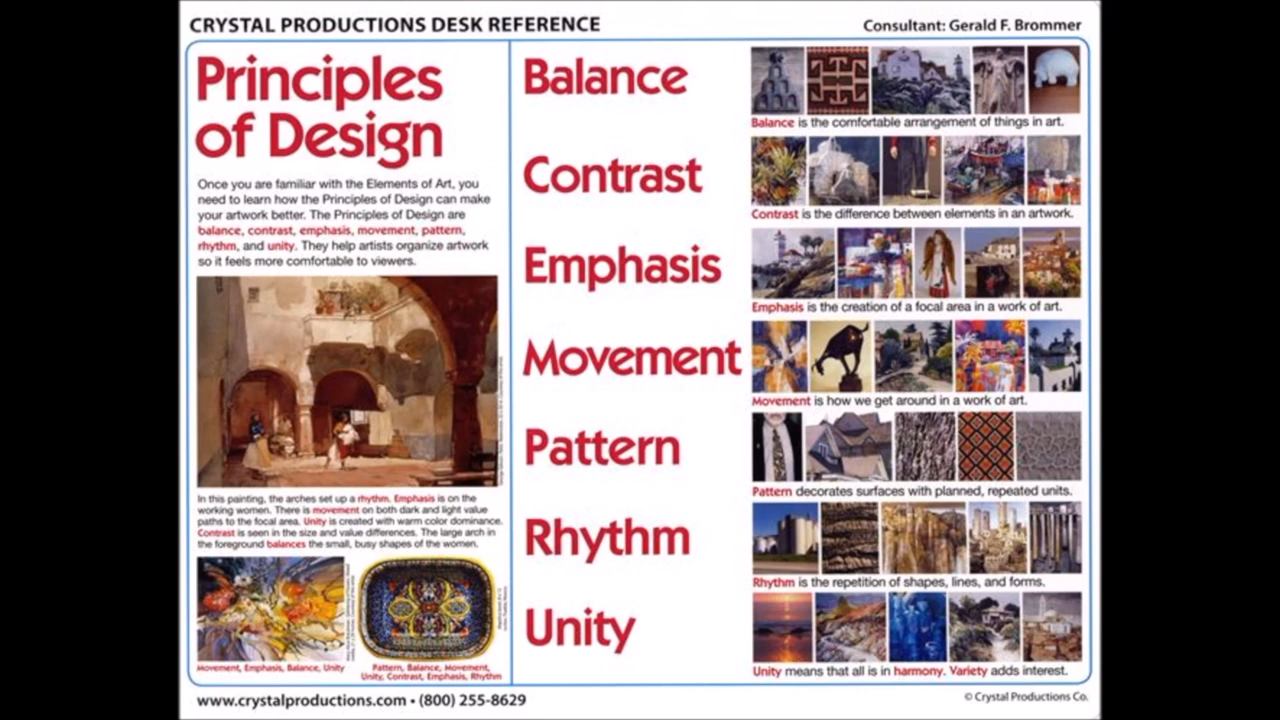 CRYSTAL PRODUCTIONS DESK REFERENCE
Consultant: Gerald F. Brommer
Principles
of Design
Once you are familiar with the Elements of Art, you
need to learn how the Principles of Design can make
your artwork better. The Principles of Design are
balance, contrast, emphasis, movement, pattern,
rhythm, and unity. They help artists organize artwork
so it feels more comfortable to viewers.
In this painting, the arches set up a rhythm. Emphasis is on the
working women. There is movement on both dark and light value
paths to the focal area. Unity is created with warm color dominance.
Contrast is seen in the size and value differences. The large arch in
the foreground balances the small, busy shapes of the women.
Movement, Emphasis, Balance, Unity
Pattern, Balance, Movement,
Unity, Contrast, Emphasis, Rhythm
Balance
Balance is the comfortable arrangement of things in art.
Contrast
Contrast is the difference between elements in an artwork.
Emphasis
Emphasis is the creation of a focal area in a work of art.
Movement
Movement is how we get around in a work of art.
Pattern
Pattern decorates surfaces with planned, repeated units.
Rhythm
Rhythm is the repetition of shapes, lines, and forms.
Unity
Unity means that all is in harmony. Variety adds interest.
www.crystalproductions.com • (800) 255-8629
© Crystal Productions Co.